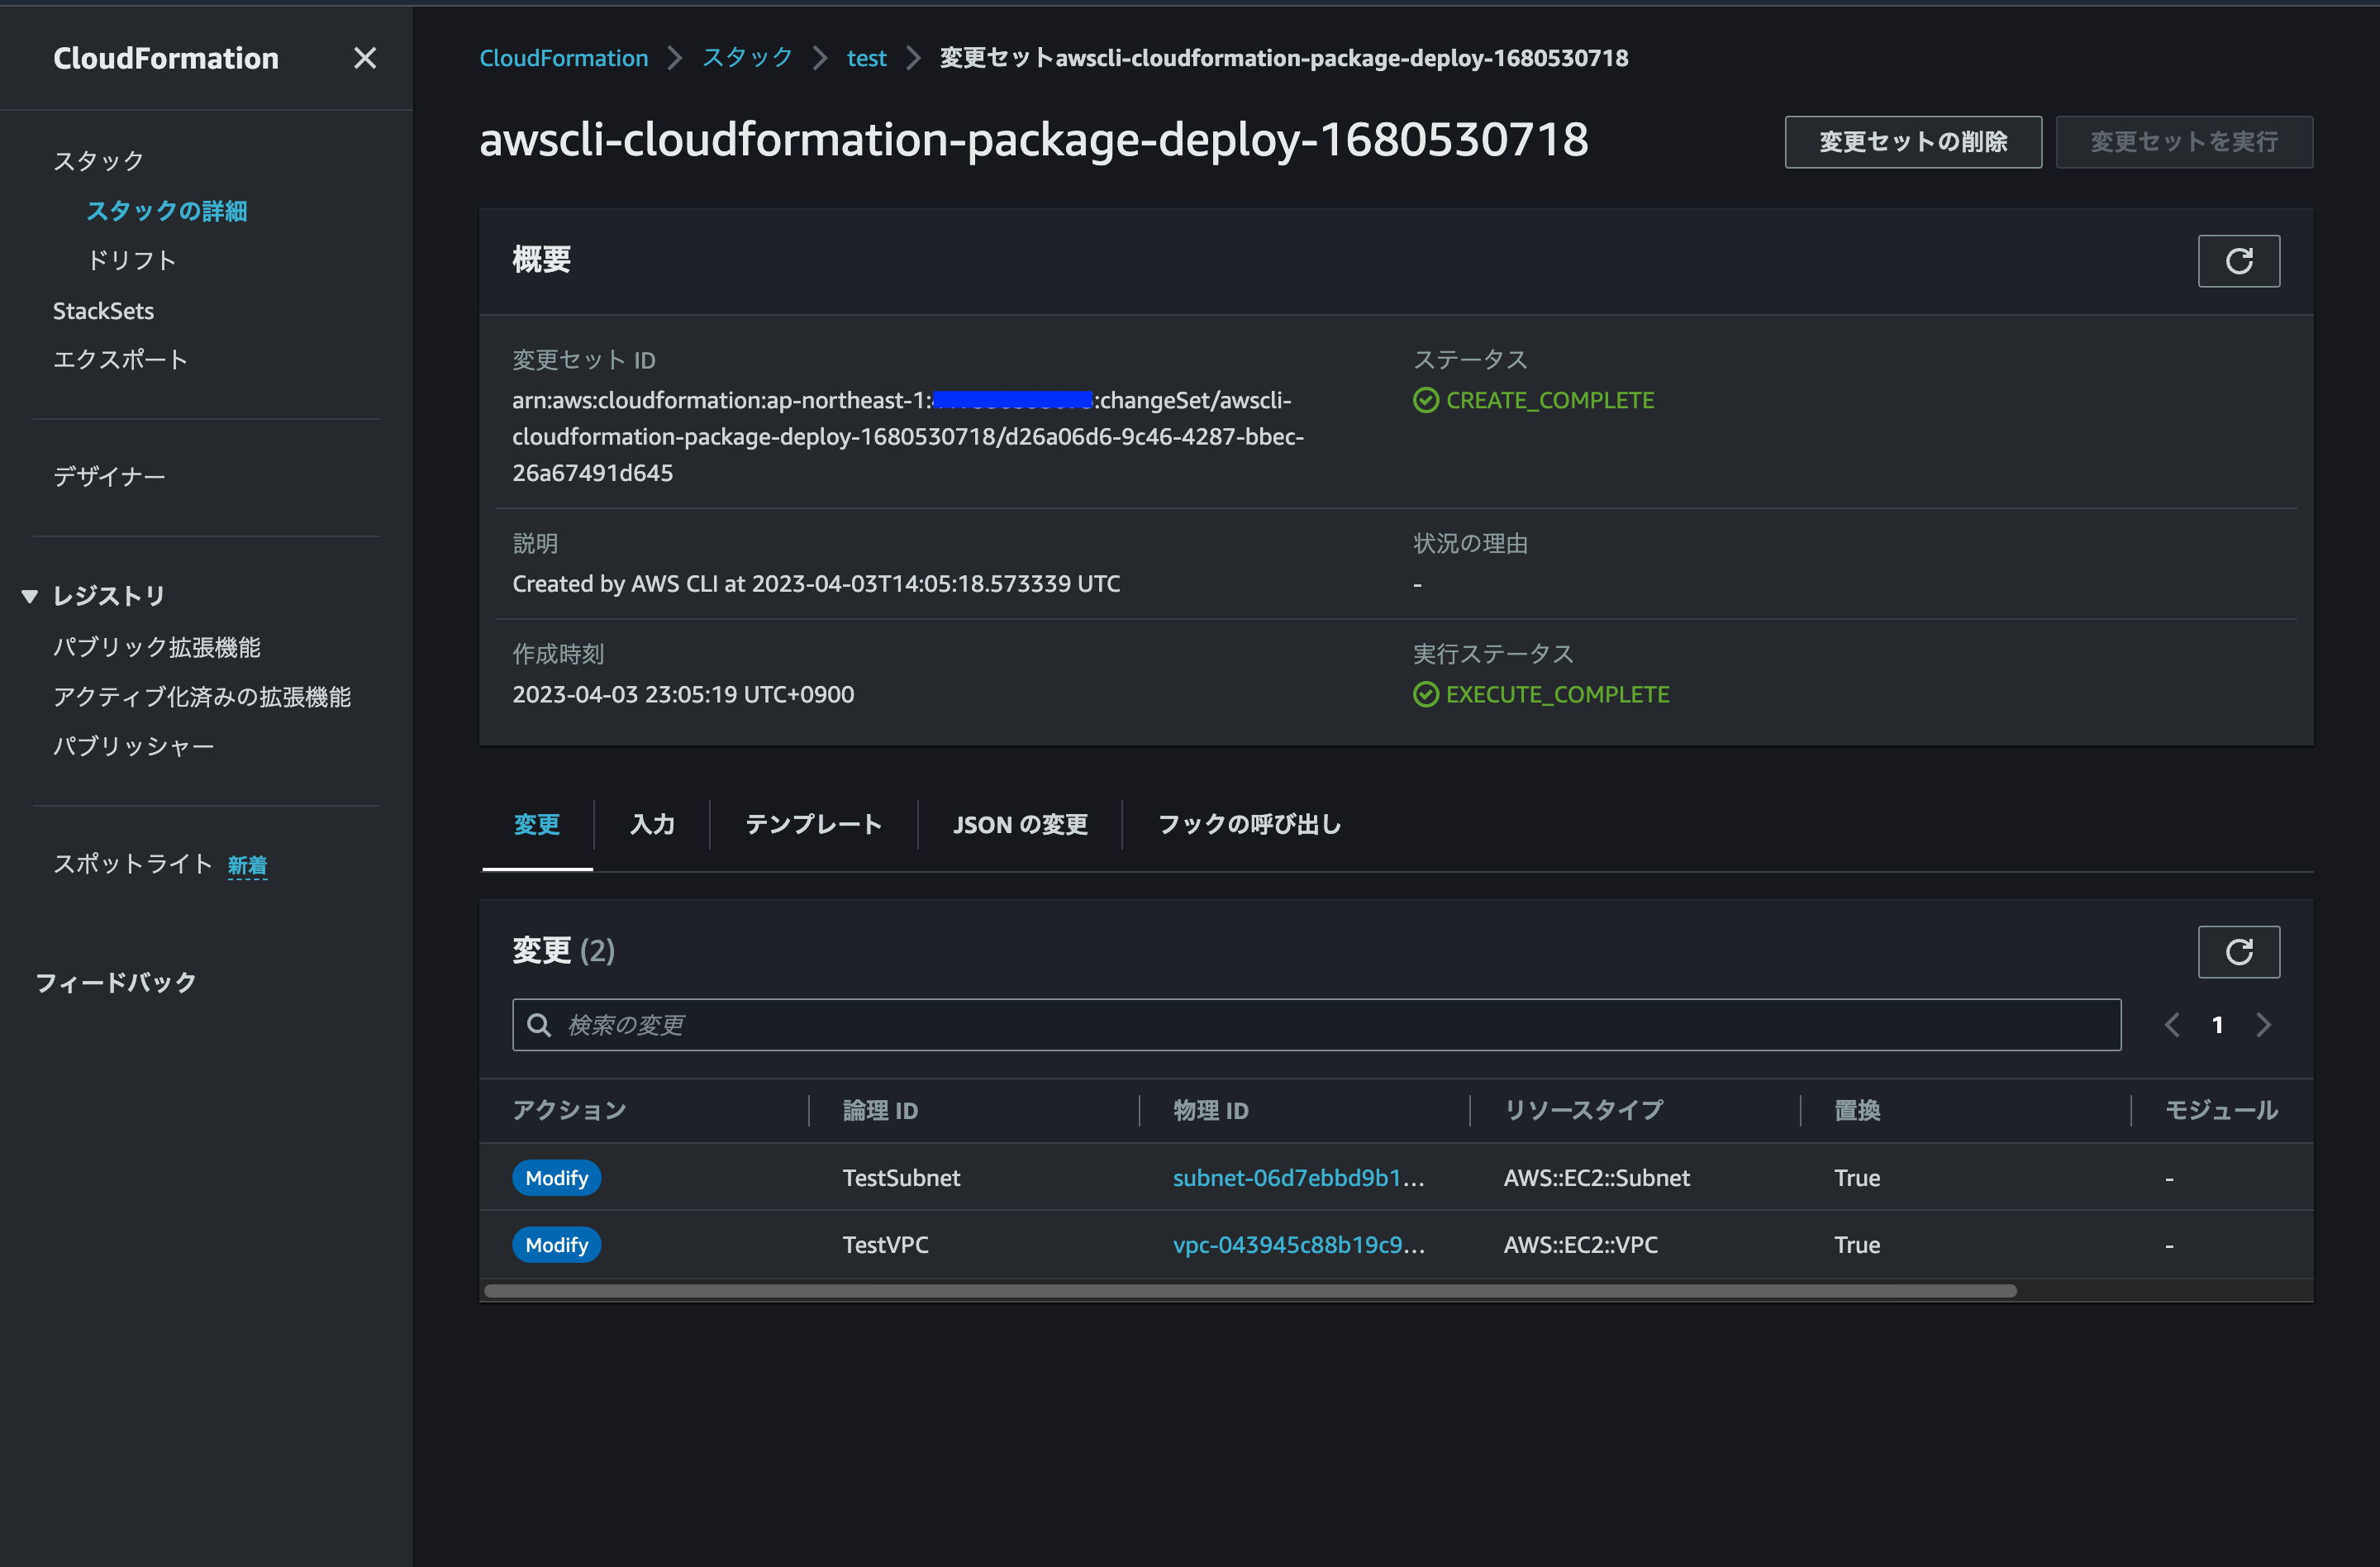 CloudFormation
スタック
スタックの詳細
ドリフト
StackSets
エクスポート
デザイナー
レジストリ
パブリック拡張機能
アクティブ化済みの拡張機能
パブリッシャー
スポットライト 新着
フィードバック
CloudFormation スタック test 変更セットawscli-cloudformation-package-deploy-1680530718
awscli-cloudformation-package-deploy-1680530718 変更セットの削除 変更セットを実行
概要
変更セット ID
arn:aws:cloudformation:ap-northeast-1: :changeSet/awscli-
cloudformation-package-deploy-1680530718/d26a06d6-9c46-4287-bbec-
26a67491d645
ステータス
CREATE_COMPLETE
説明
Created by AWS CLI at 2023-04-03T14:05:18.573339 UTC
状況の理由
-
作成時刻
2023-04-03 23:05:19 UTC+0900
実行ステータス
EXECUTE_COMPLETE
変更 入力 テンプレート JSON の変更 フックの呼び出し
変更 (2)
検索の変更 1
アクション 論理 ID 物理 ID リソースタイプ 置換 モジュール
Modify TestSubnet subnet-06d7ebbd9b1... AWS::EC2::Subnet True -
Modify TestVPC vpc-043945c88b19c9... AWS::EC2::VPC True -